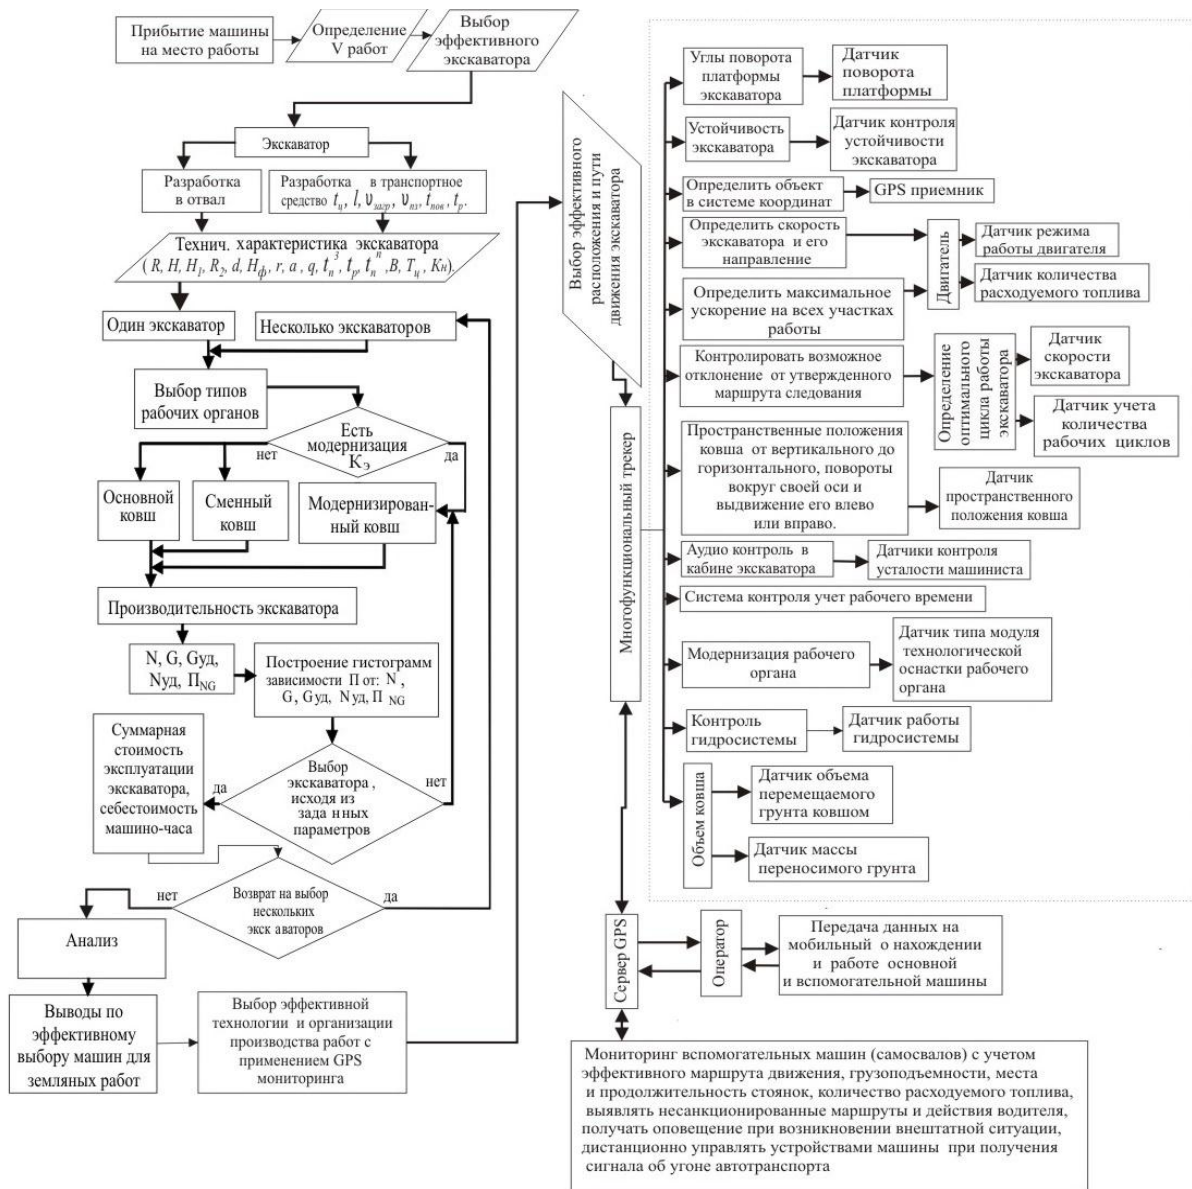 Прибытие машины
на место работы
Определение
V работ
Выбор
эффективного
экскаватора
Экскаватор
Разработка
в отвал
Разработка в транспортное
средство tц, l, υзагр, υпз, tпов, tр.
Технич. характеристика экскаватора
( R, H, H1, R2, d, Hф, r, a , q, tп³, tр, tпⁿ ,B, Tц , Kн).
Один экскаватор
Несколько экскаваторов
Выбор типов
рабочих органов
Есть
модернизация
Kэ
нет
да
Основной
ковш
Сменный
ковш
Модернизирован-
ный ковш
Производительность экскаватора
N, G, Gуд,
Nуд, ПNG
Построение гистограмм
зависимости П от: N ,
G, Gуд, Nуд, П NG
Суммарная
стоимость
эксплуатации
экскаватора,
себестоимость
машино-часа
да
Выбор
экскаватора ,
исходя из
зада нных
параметров
нет
нет
Возврат на выбор
нескольких
экск аваторов
да
Анализ
Выводы по
эффективному
выбору машин для
земляных работ
Выбор эффективной
технологии и организации
производства работ с
применением GPS
мониторинга
Выбор эффективного
расположения и пути
движения экскаватора
Многофункциональный трекер
Углы поворота
платформы
экскаватора
Датчик
поворота
платформы
Устойчивость
экскаватора
Датчик контроля
устойчивости
экскаватора
Определить объект
в системе координат
GPS приемник
Определить скорость
экскаватора и его
направление
Двигатель
Датчик режима
работы двигателя
Датчик количества
расходуемого топлива
Определить максимальное
ускорение на всех участках
работы
Контролировать возможное
отклонение от утвержденного
маршрута следования
Определение
оптимального
цикла работы
экскаватора
Датчик
скорости
экскаватора
Датчик учета
количества
рабочих циклов
Пространственные положения
ковша от вертикального до
горизонтального, повороты
вокруг своей оси и
выдвижение его влево
или вправо.
Датчик
пространственного
положения ковша
Аудио контроль в
кабине экскаватора
Датчики контроля
усталости машиниста
Система контроля учет рабочего времени
Модернизация рабочего
органа
Датчик типа модуля
технологической
оснастки рабочего
органа
Контроль
гидросистемы
Датчик работы
гидросистемы
Объем ковша
Датчик объема
перемещаемого
грунта ковшом
Датчик массы
переносимого грунта
Сервер GPS
Оператор
Передача данных на
мобильный о нахождении
и работе основной
и вспомогательной машины
Мониторинг вспомогательных машин (самосвалов) с учетом
эффективного маршрута движения, грузоподъемности, места
и продолжительность стоянок, количество расходуемого топлива,
выявлять несанкционированные маршруты и действия водителя,
получать оповещение при возникновении внештатной ситуации,
дистанционно управлять устройствами машины при получения
сигнала об угоне автотранспорта